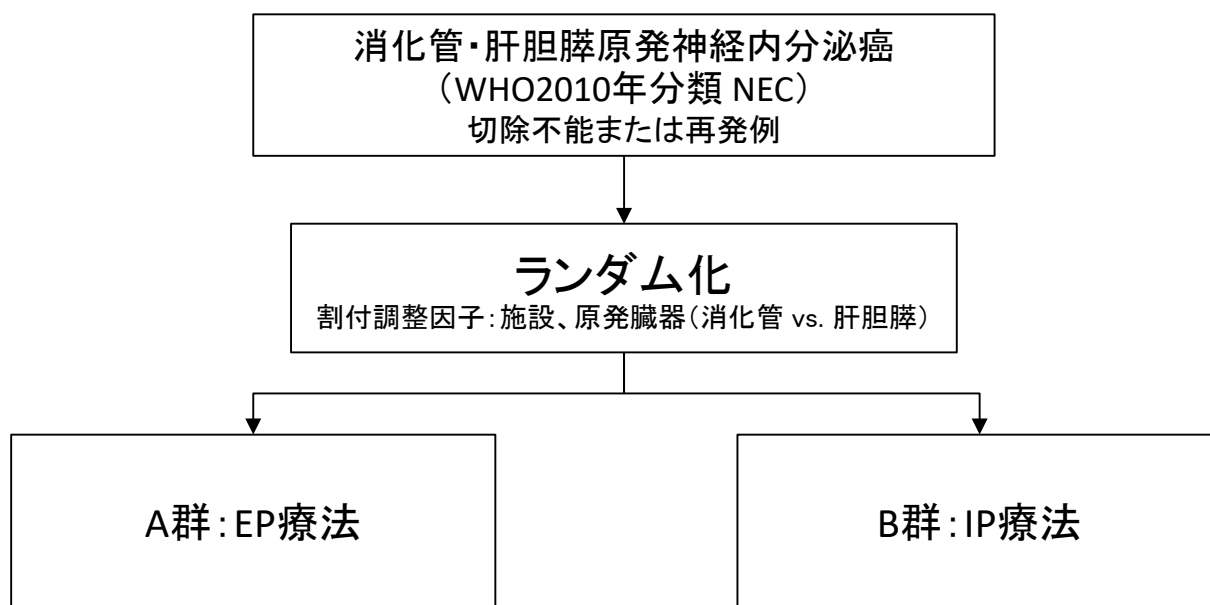 消化管・肝胆膵原発神経内分泌癌
（WHO2010年分類 NEC）
切除不能または再発例
ランダム化
割付調整因子：施設、原発臓器（消化管 vs. 肝胆膵）
A群：EP療法
B群：IP療法